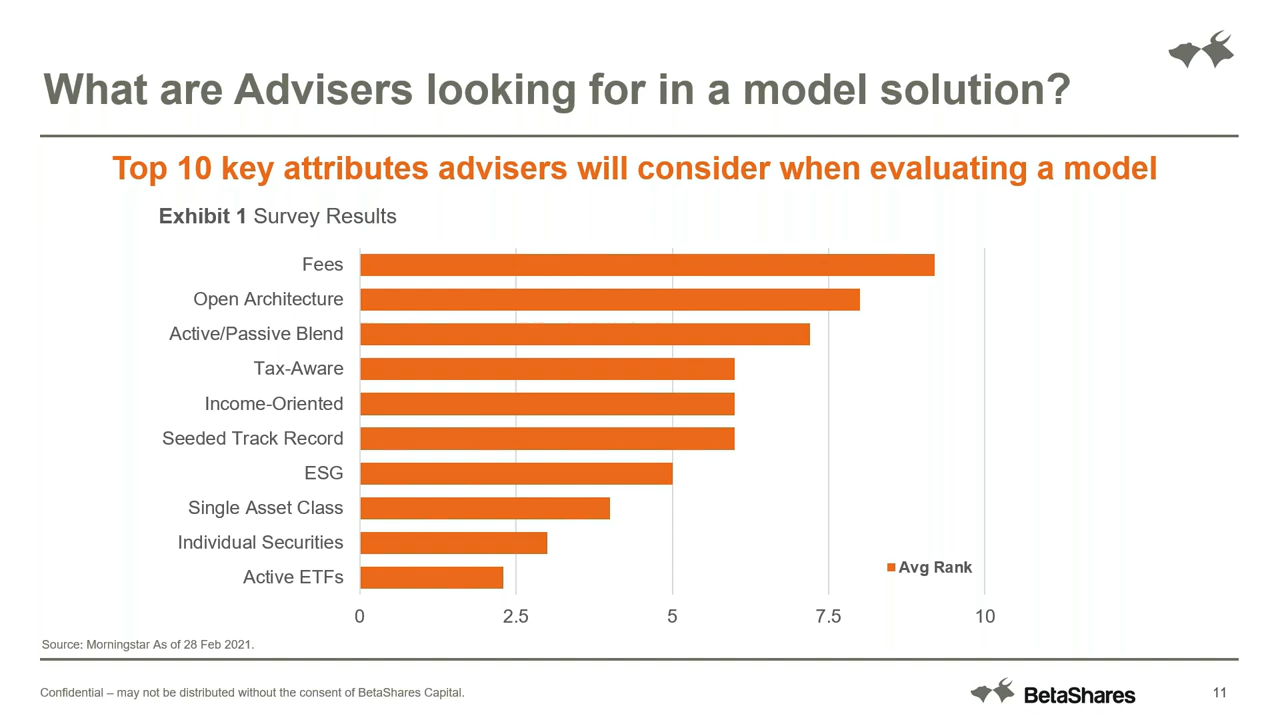 What are Advisers looking for in a model solution?
Top 10 key attributes advisers will consider when evaluating a model
Exhibit 1 Survey Results
Fees
Open Architecture
Active/Passive Blend
Tax-Aware
Income-Oriented
Seeded Track Record
ESG
Single Asset Class
Individual Securities
Active ETFs
Avg Rank
0 2.5 5 7.5 10
Source: Morningstar As of 28 Feb 2021.
Confidential – may not be distributed without the consent of BetaShares Capital.
BetaShares
11